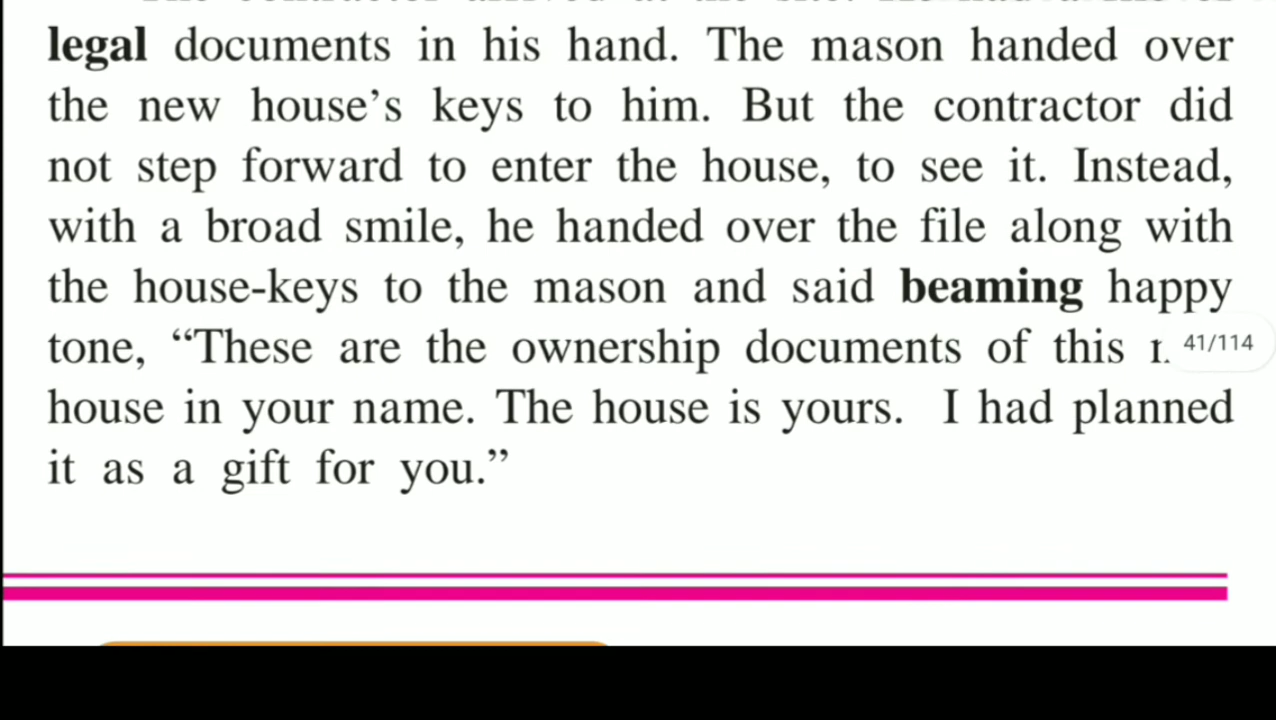 legal documents in his hand. The mason handed over
the new house’s keys to him. But the contractor did
not step forward to enter the house, to see it. Instead,
with a broad smile, he handed over the file along with
the house-keys to the mason and said beaming happy
tone, “These are the ownership documents of this
41/114
house in your name. The house is yours. I had planned
it as a gift for you.”